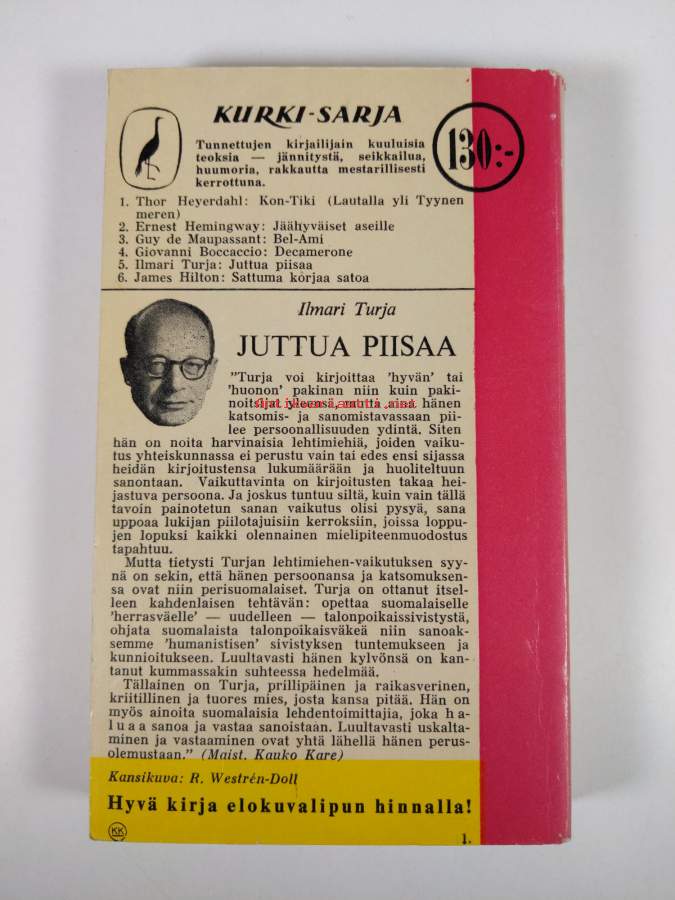 KURKI-SARJA
130:-
Tunnettujen kirjailijain kuuluisia
teoksia — jännitystä, seikkailua,
huumoria, rakkautta mestarillisesti
kerrottuna.
1. Thor Heyerdahl: Kon-Tiki (Lautalla yli Tyynen
meren)
2. Ernest Hemingway: Jäähyväiset aseille
3. Guy de Maupassant: Bel-Ami
4. Giovanni Boccaccio: Decamerone
5. Ilmari Turja: Juttua piisaa
6. James Hilton: Sattuma korjaa satoa
Ilmari Turja
JUTTUA PIISAA
"Turja voi kirjoittaa 'hyvän' tai
'huonon' pakinan niin kuin paki-
noitsijat yleensä, mutta aina hänen
katsomis- ja sanomistavassaan pii-
lee persoonallisuuden ydintä. Siten
hän on noita harvinaisia lehtimiehiä, joiden vaiku-
tus yhteiskunnassa ei perustu vain tai edes ensi sijassa
heidän kirjoitustensa lukumäärään ja huoliteltuun
sanontaan. Vaikuttavinta on kirjoitusten takaa hei-
jastuva persoona. Ja joskus tuntuu siltä, kuin vain tällä
tavoin painotetun sanan vaikutus olisi pysyä, sana
uppoaa lukijan piilotajuisiin kerroksiin, joissa loppu-
jen lopuksi kaikki olennainen mielipiteenmuodostus
tapahtuu.
Mutta tietysti Turjan lehtimiehen-vaikutuksen syy-
nä on sekin, että hänen persoonansa ja katsomuksen-
sa ovat niin perisuomalaiset. Turja on ottanut itsel-
leen kahdenlaisen tehtävän: opettaa suomalaiselle
'herrasväelle' — uudelleen — talonpoikaissivistystä,
ohjata suomalaista talonpoikaisväkeä niin sanoak-
semme 'humanistisen' sivistyksen tuntemukseen ja
kunnioitukseen. Luultavasti hänen kylvönsä on kan-
tanut kummassakin suhteessa hedelmää.
Tällainen on Turja, prillipäinen ja raikasverinen,
kriitillinen ja tuores mies, josta kansa pitää. Hän on
myös ainoita suomalaisia lehdentoimittajia, joka ha-
luaa sanoa ja vastaa sanoistaan. Luultavasti uskalta-
minen ja vastaaminen ovat yhtä lähellä hänen perus-
olemustaan." (Maist. Kauko Kare)
Kansikuva: R. Westrén-Doll
Hyvä kirja elokuvalipun hinnalla!
KK
1.